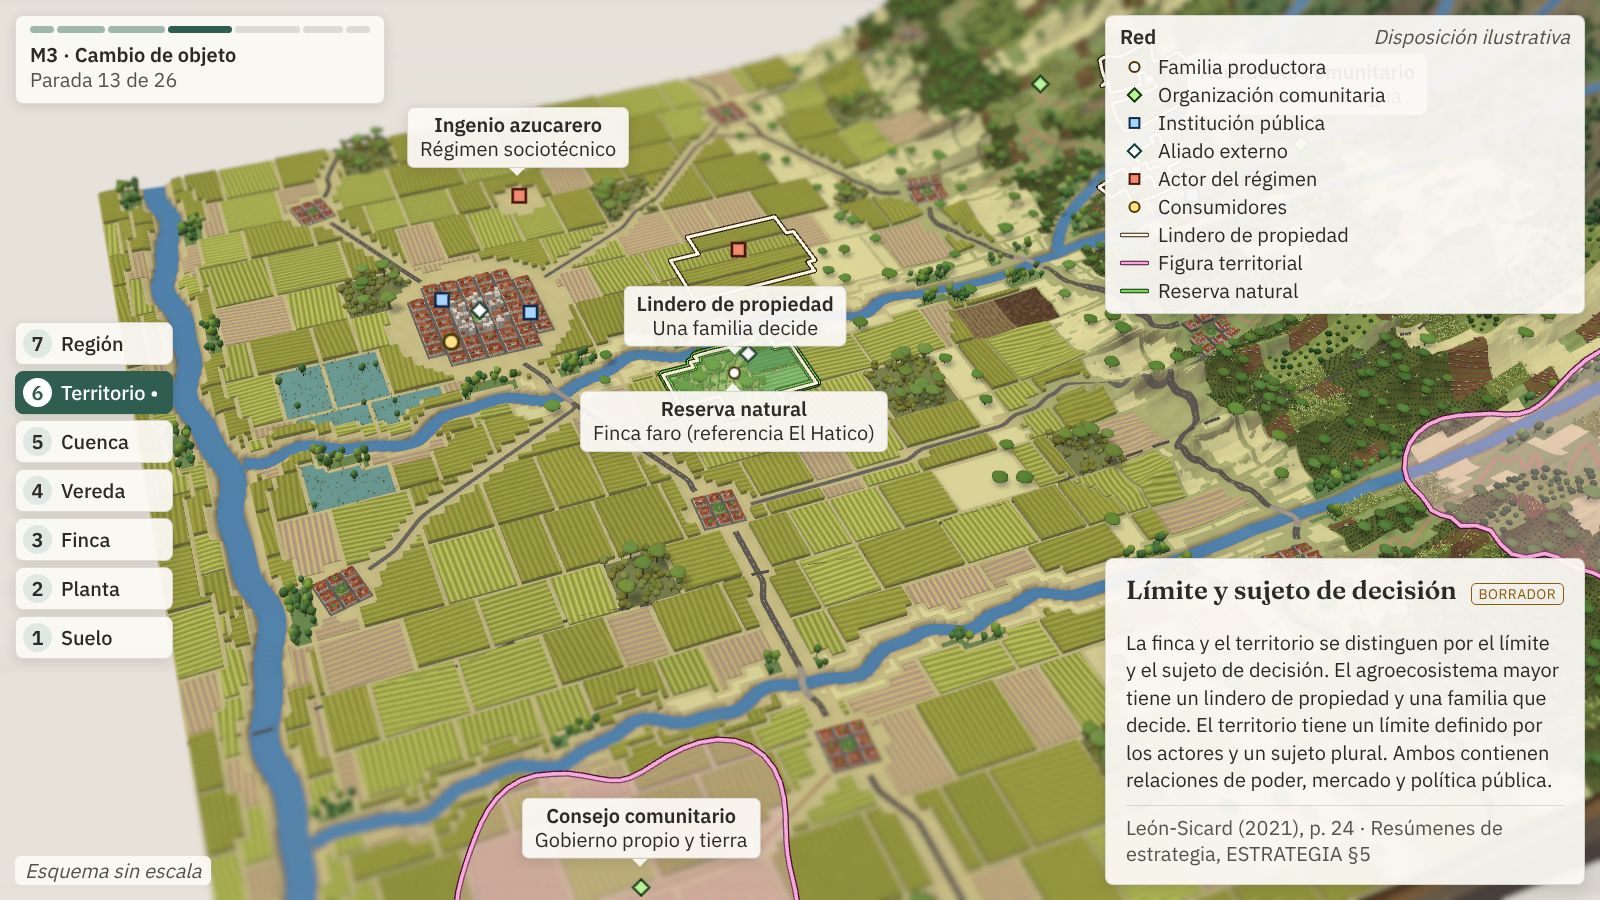 M3 · Cambio de objeto
Parada 13 de 26
Ingenio azucarero
Régimen sociotécnico
Red
Disposición ilustrativa
Familia productora
Organización comunitaria
Institución pública
Aliado externo
Actor del régimen
Consumidores
Lindero de propiedad
Figura territorial
Reserva natural
Lindero de propiedad
Una familia decide
Reserva natural
Finca faro (referencia El Hatico)
7 Región
6 Territorio •
5 Cuenca
4 Vereda
3 Finca
2 Planta
1 Suelo
Límite y sujeto de decisión
BORRADOR
La finca y el territorio se distinguen por el límite
y el sujeto de decisión. El agroecosistema mayor
tiene un lindero de propiedad y una familia que
decide. El territorio tiene un límite definido por
los actores y un sujeto plural. Ambos contienen
relaciones de poder, mercado y política pública.
León-Sicard (2021), p. 24 · Resúmenes de
estrategia, ESTRATEGIA §5
Consejo comunitario
Gobierno propio y tierra
Esquema sin escala